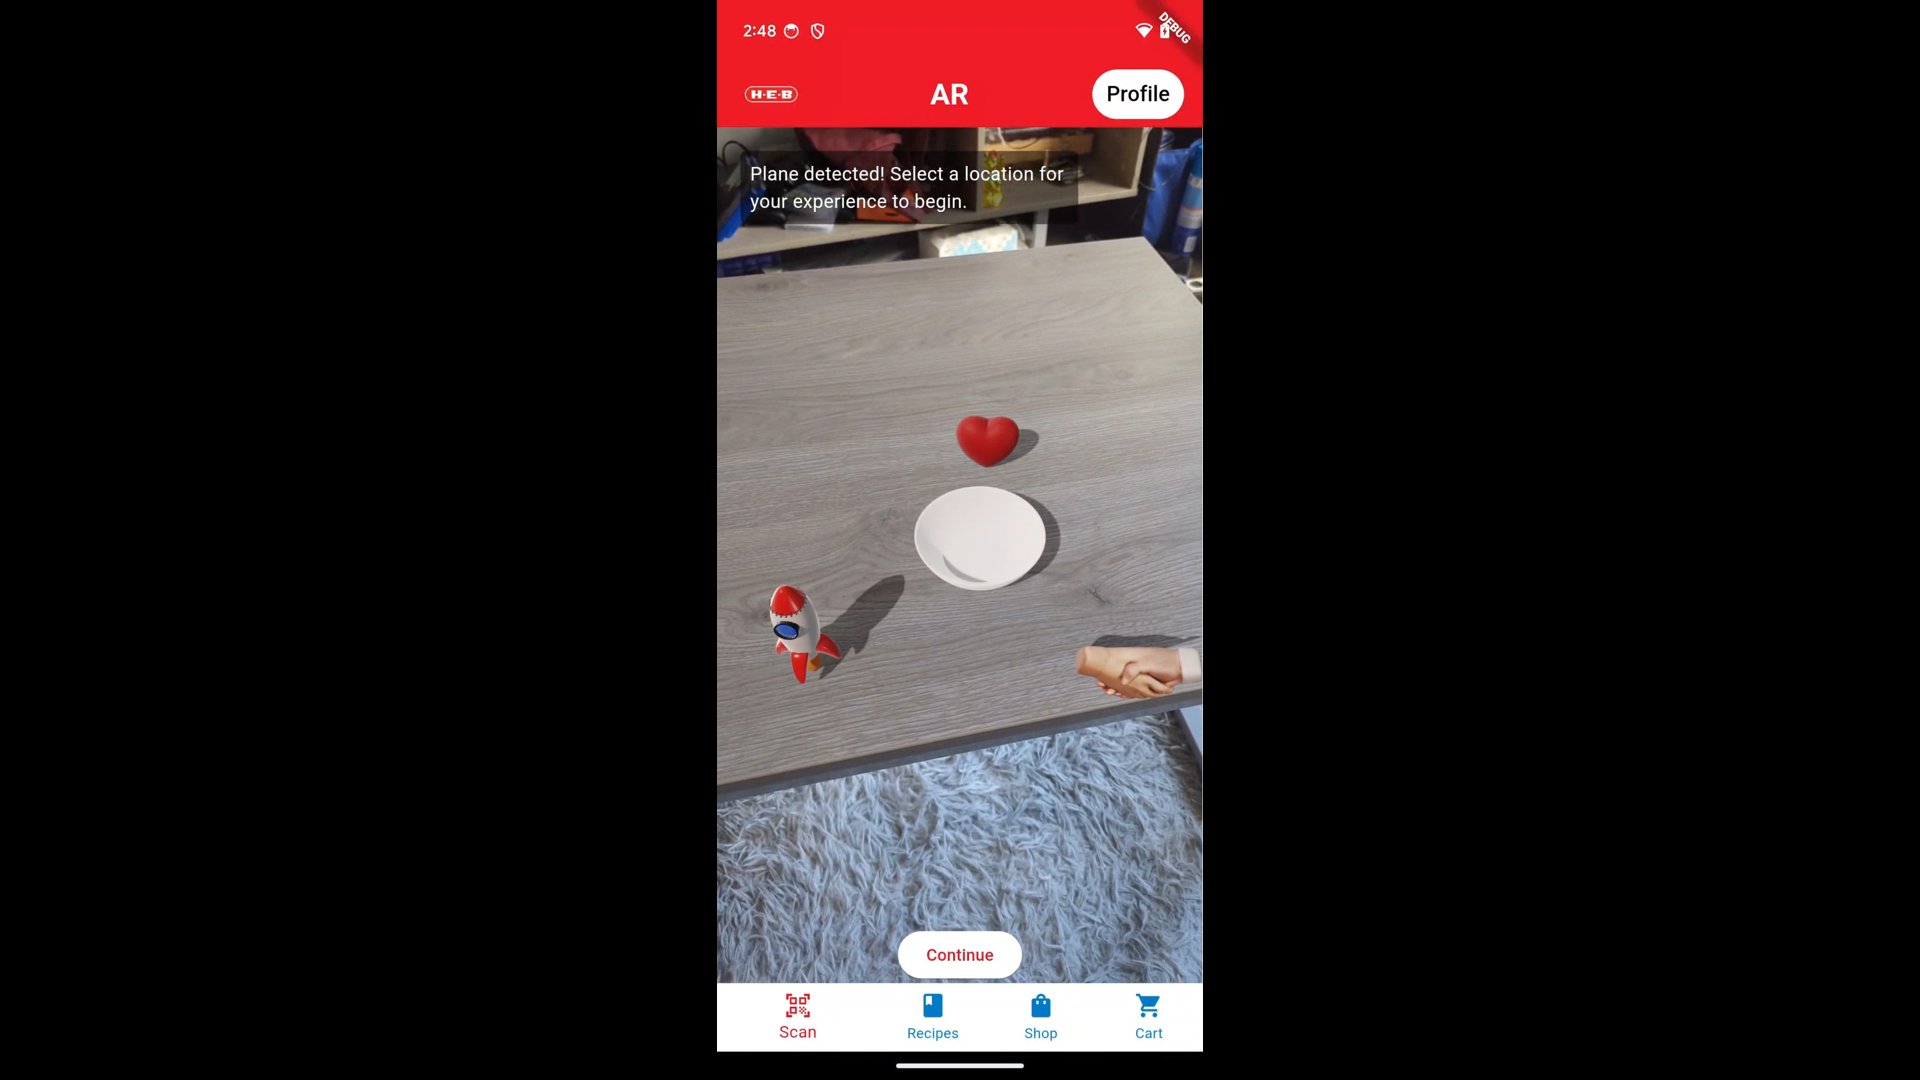 2:48
DEBUG
H-E-B
AR
Profile
Plane detected! Select a location for
your experience to begin.
Continue
Scan
Recipes
Shop
Cart